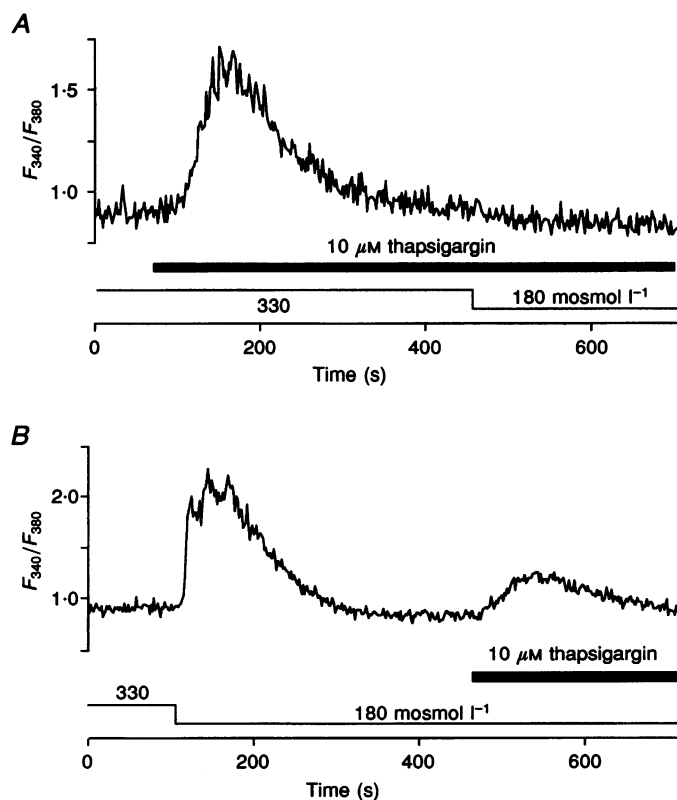 A
F340/F380
1·5
1·0
10 μM thapsigargin
330
180 mosmol l⁻¹
0
200
400
600
Time (s)
B
F340/F380
2·0
1·0
10 μM thapsigargin
330
180 mosmol l⁻¹
0
200
400
600
Time (s)